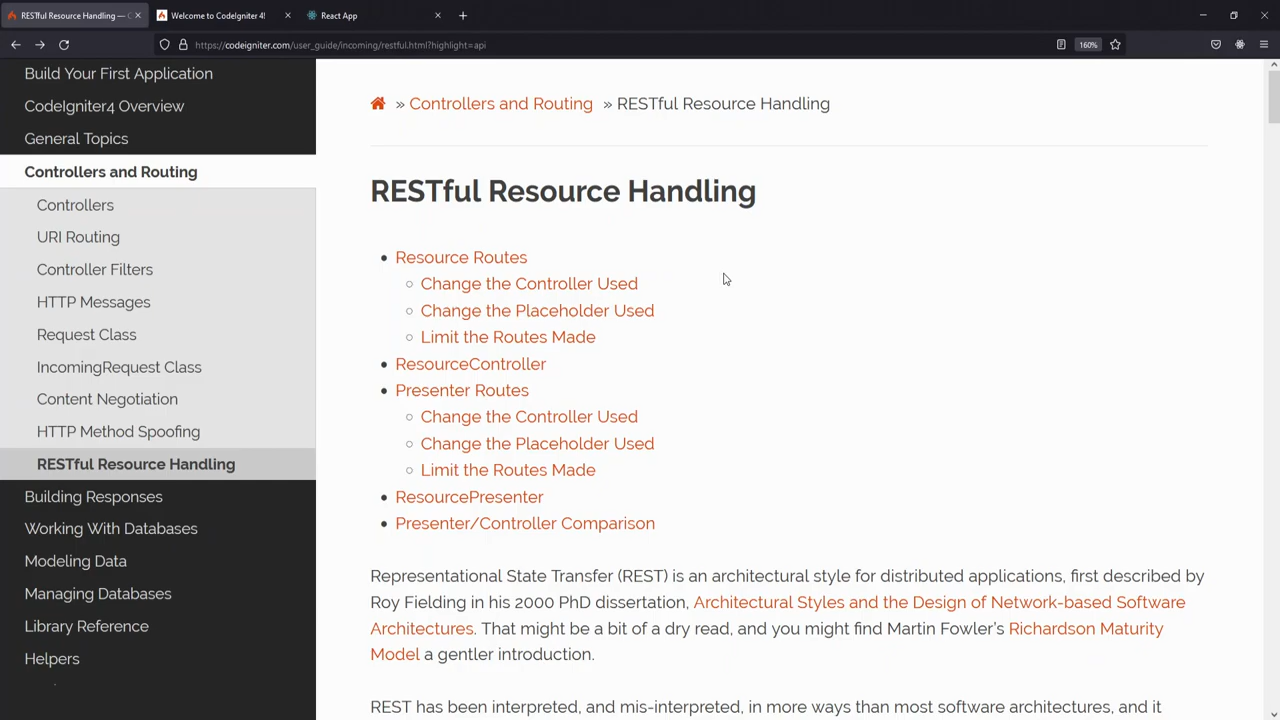 RESTful Resource Handling — C
Welcome to CodeIgniter 4!
React App
https://codeigniter.com/user_guide/incoming/restful.html?highlight=api
160%
Build Your First Application
CodeIgniter4 Overview
General Topics
Controllers and Routing
Controllers
URI Routing
Controller Filters
HTTP Messages
Request Class
IncomingRequest Class
Content Negotiation
HTTP Method Spoofing
RESTful Resource Handling
Building Responses
Working With Databases
Modeling Data
Managing Databases
Library Reference
Helpers
» Controllers and Routing » RESTful Resource Handling
RESTful Resource Handling
Resource Routes
Change the Controller Used
Change the Placeholder Used
Limit the Routes Made
ResourceController
Presenter Routes
Change the Controller Used
Change the Placeholder Used
Limit the Routes Made
ResourcePresenter
Presenter/Controller Comparison
Representational State Transfer (REST) is an architectural style for distributed applications, first described by
Roy Fielding in his 2000 PhD dissertation, Architectural Styles and the Design of Network-based Software
Architectures. That might be a bit of a dry read, and you might find Martin Fowler’s Richardson Maturity
Model a gentler introduction.
REST has been interpreted, and mis-interpreted, in more ways than most software architectures, and it